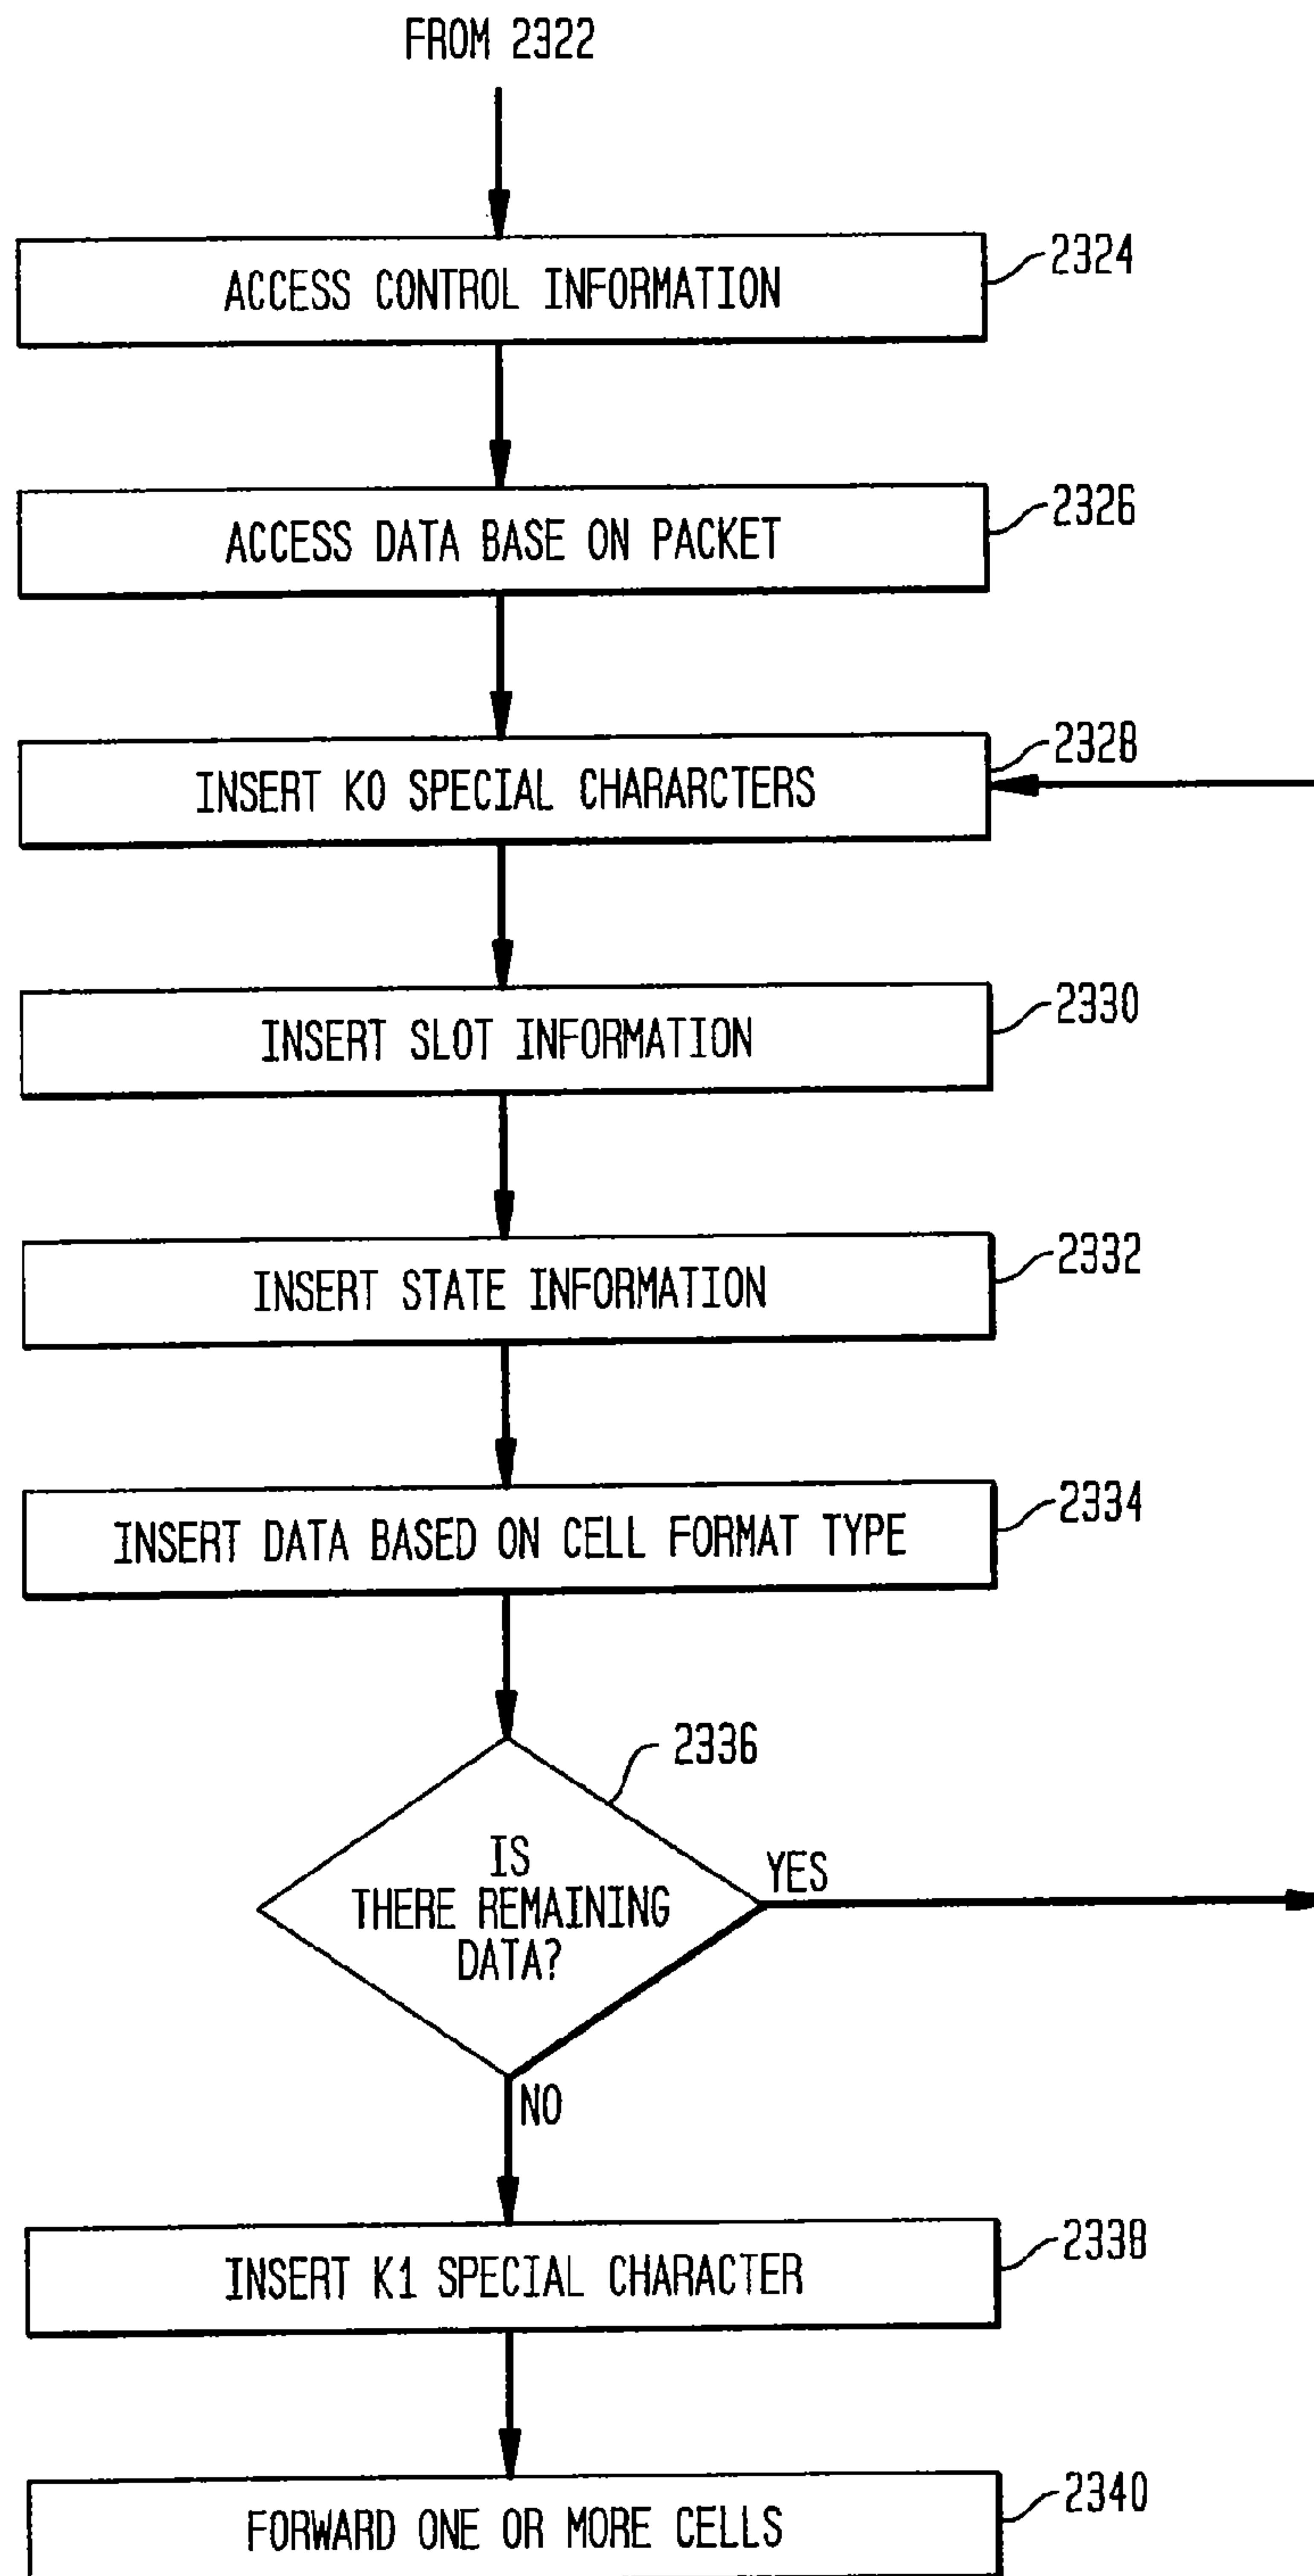 FROM 2322
ACCESS CONTROL INFORMATION
2324
ACCESS DATA BASE ON PACKET
2326
INSERT K0 SPECIAL CHARARCTERS
2328
INSERT SLOT INFORMATION
2330
INSERT STATE INFORMATION
2332
INSERT DATA BASED ON CELL FORMAT TYPE
2334
2336
IS
THERE REMAINING
DATA?
YES
NO
INSERT K1 SPECIAL CHARACTER
2338
FORWARD ONE OR MORE CELLS
2340